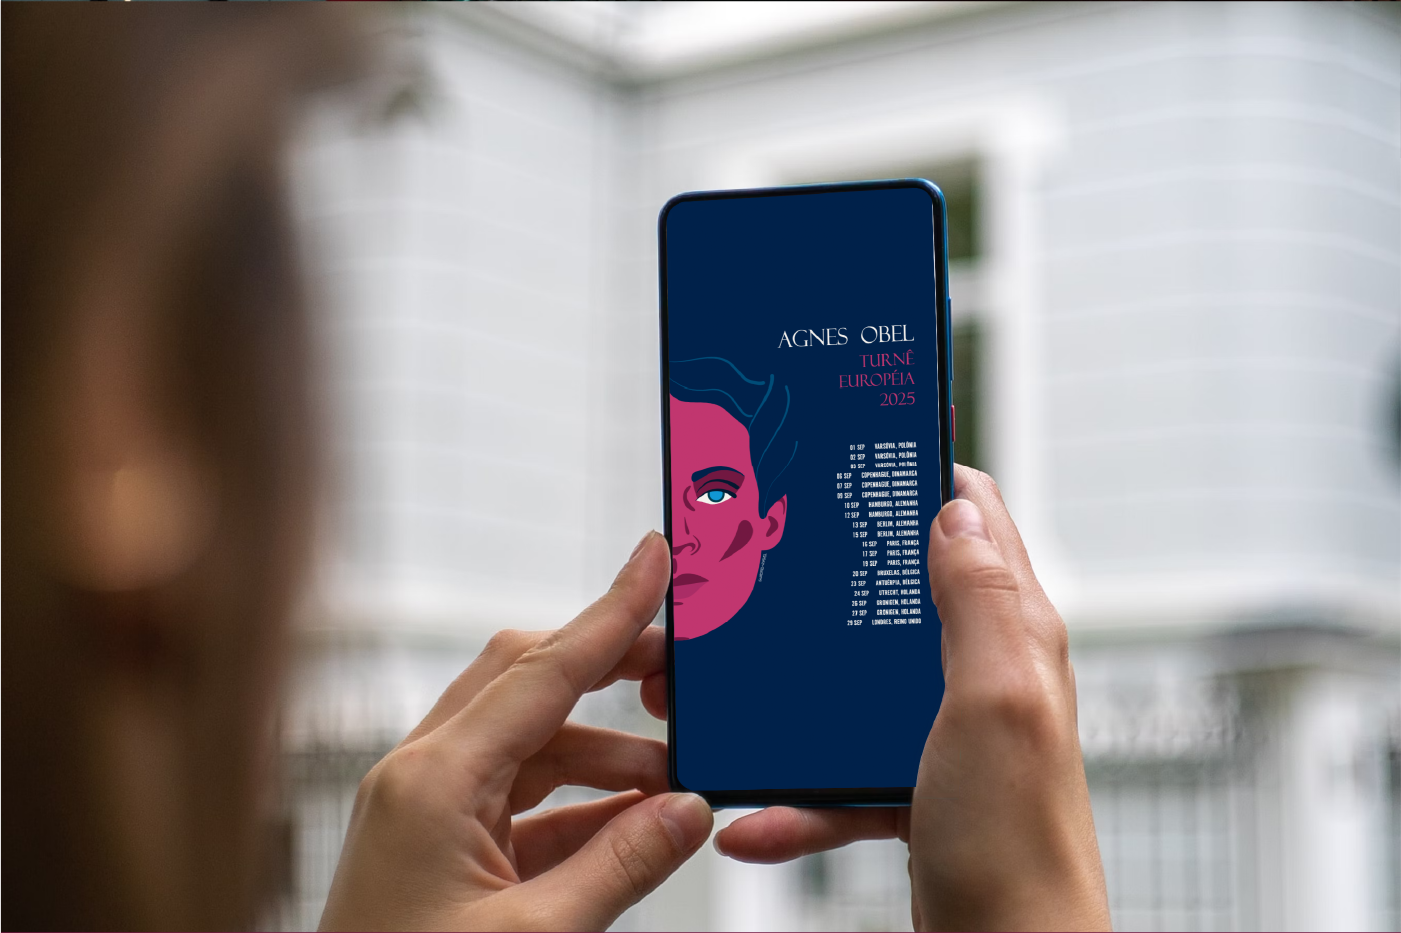 AGNES OBEL
TURNÊ
EUROPÉIA
2025
01 SEP VARSÓVIA, POLÔNIA
02 SEP VARSÓVIA, POLÔNIA
03 SEP VARSÓVIA, POLÔNIA
06 SEP COPENHAGUE, DINAMARCA
07 SEP COPENHAGUE, DINAMARCA
09 SEP COPENHAGUE, DINAMARCA
10 SEP HAMBURGO, ALEMANHA
12 SEP HAMBURGO, ALEMANHA
13 SEP BERLIM, ALEMANHA
15 SEP BERLIM, ALEMANHA
16 SEP PARIS, FRANÇA
17 SEP PARIS, FRANÇA
19 SEP PARIS, FRANÇA
20 SEP BRUXELAS, BÉLGICA
23 SEP ANTUÉRPIA, BÉLGICA
24 SEP UTRECHT, HOLANDA
26 SEP GRONIGEN, HOLANDA
27 SEP GRONIGEN, HOLANDA
29 SEP LONDRES, REINO UNIDO